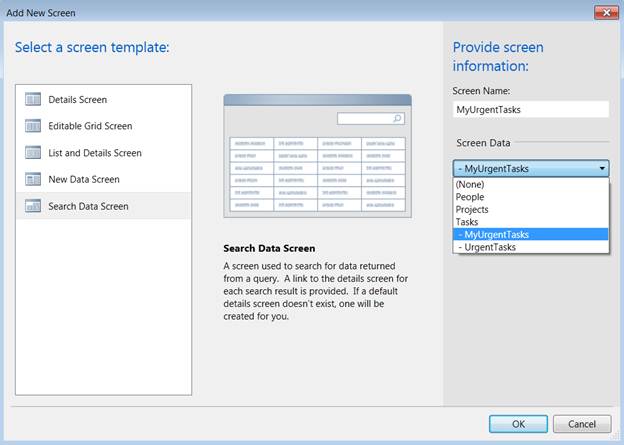 Add New Screen
Select a screen template:
Details Screen
Editable Grid Screen
List and Details Screen
New Data Screen
Search Data Screen
Search Data Screen
A screen used to search for data returned
from a query.  A link to the details screen for
each search result is provided.  If a default
details screen doesn't exist, one will be
created for you.
Provide screen
information:
Screen Name:
MyUrgentTasks
Screen Data
- MyUrgentTasks
(None)
People
Projects
Tasks
- MyUrgentTasks
- UrgentTasks
OK
Cancel